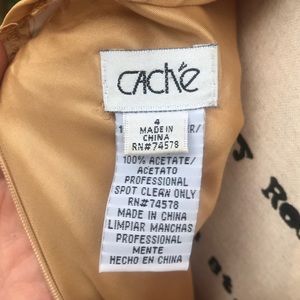 CACHÉ
4
MADE IN
CHINA
RN#74578
100% ACETATE/
ACETATO
PROFESSIONAL
SPOT CLEAN ONLY
RN#74578
MADE IN CHINA
LIMPIAR MANCHAS
PROFESSIONAL
MENTE
HECHO EN CHINA